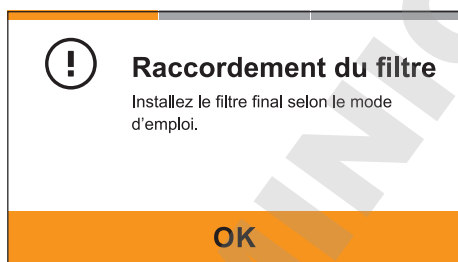 Raccordement du filtre
Installez le filtre final selon le mode
d'emploi.
OK